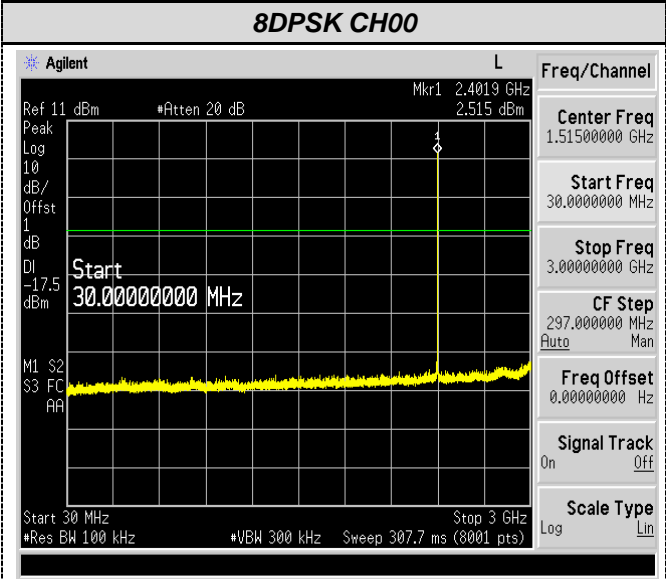 8DPSK CH00
Agilent
L
Mkr1 2.4019 GHz
Ref 11 dBm #Atten 20 dB 2.515 dBm
Peak
Log
10
dB/
Offst
1
dB
DI
-17.5
dBm
M1 S2
S3 FC
AA
1
Start
30.00000000 MHz
Start 30 MHz Stop 3 GHz
#Res BW 100 kHz #VBW 300 kHz Sweep 307.7 ms (8001 pts)
Freq/Channel
Center Freq
1.51500000 GHz
Start Freq
30.0000000 MHz
Stop Freq
3.00000000 GHz
CF Step
297.000000 MHz
Auto Man
Freq Offset
0.00000000 Hz
Signal Track
On Off
Scale Type
Log Lin